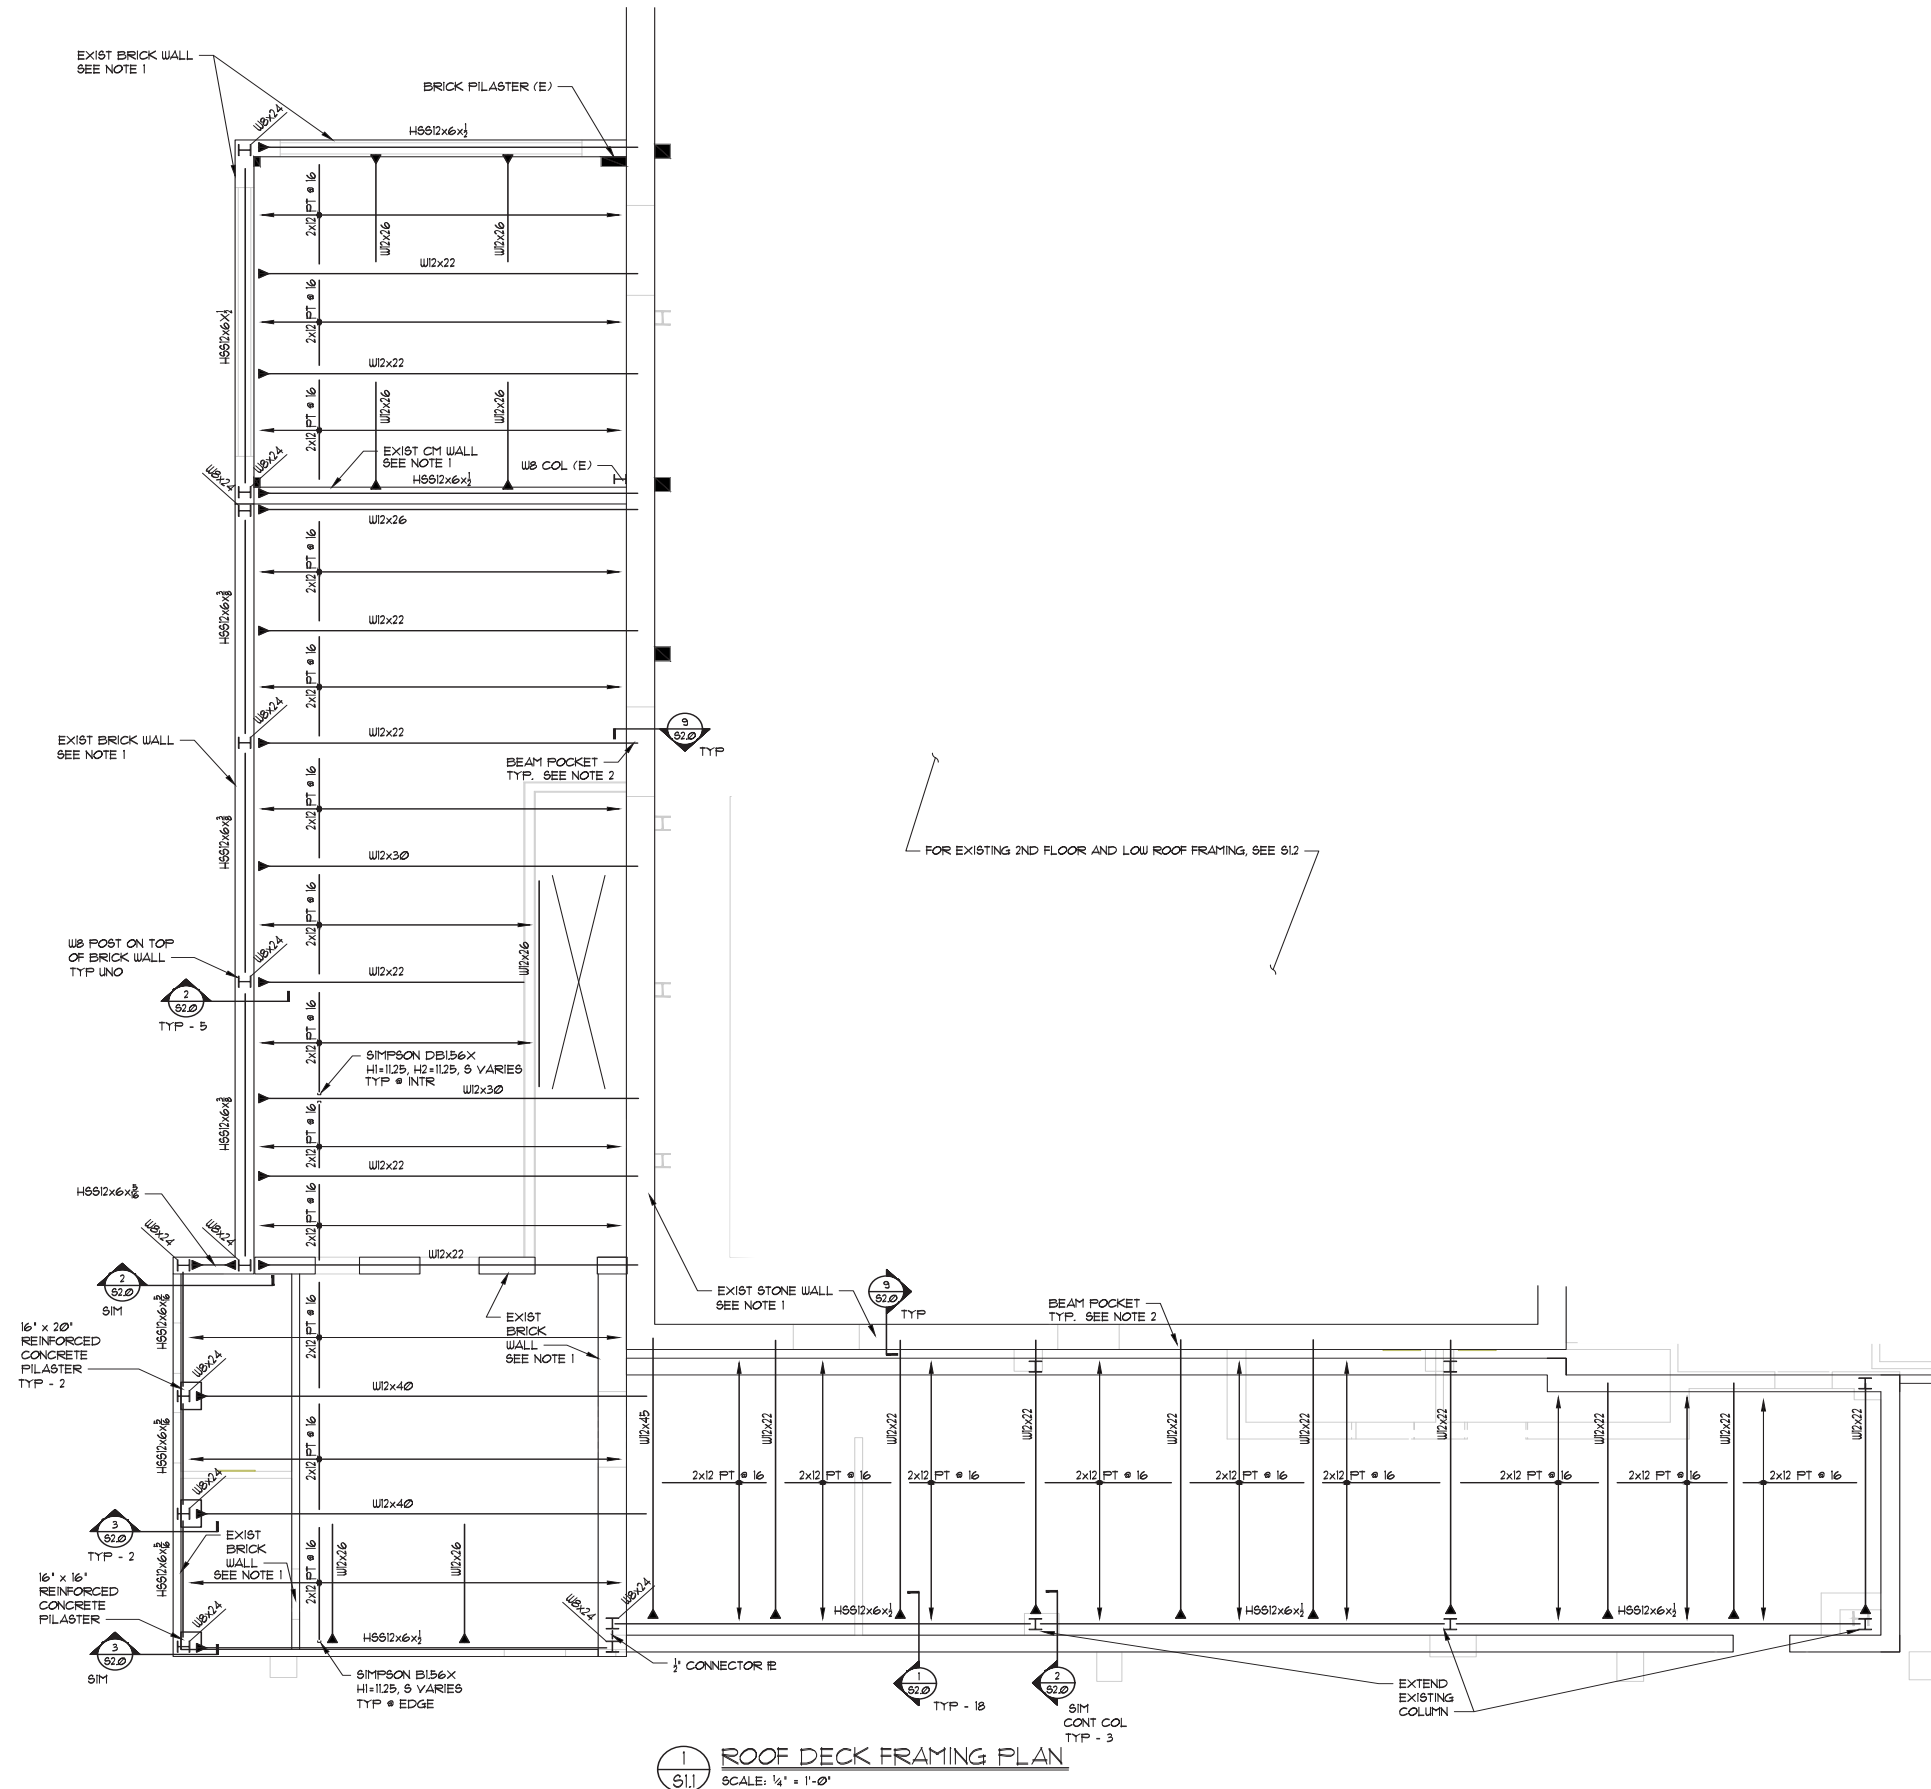 EXIST BRICK WALL
SEE NOTE 1
BRICK PILASTER (E)
W8x24
HSS12x6x½
2x12 PT @ 16
W12x26
W12x26
W12x22
HSS12x6x½
2x12 PT @ 16
W12x22
2x12 PT @ 16
W12x26
W12x26
EXIST CM WALL
SEE NOTE 1
W8 COL (E)
W8x24
W8x24
HSS12x6x½
W12x26
2x12 PT @ 16
HSS12x6x⅜
W12x22
2x12 PT @ 16
W8x24
W12x22
9
S2.0
TYP
EXIST BRICK WALL
SEE NOTE 1
BEAM POCKET
TYP. SEE NOTE 2
2x12 PT @ 16
HSS12x6x⅜
W12x30
FOR EXISTING 2ND FLOOR AND LOW ROOF FRAMING, SEE S1.2
2x12 PT @ 16
W8 POST ON TOP
OF BRICK WALL
TYP UNO
W8x24
W12x26
W12x22
2
S2.0
TYP - 5
2x12 PT @ 16
SIMPSON DB1.56X
H1=11.25, H2=11.25, S VARIES
TYP @ INTR
W12x30
HSS12x6x⅜
2x12 PT @ 16
W12x22
HSS12x6x5/16
2x12 PT @ 16
W8x24
W8x24
W12x22
2
S2.0
SIM
EXIST STONE WALL
SEE NOTE 1
9
S2.0
TYP
BEAM POCKET
TYP. SEE NOTE 2
HSS12x6x5/16
2x12 PT @ 16
EXIST
BRICK
WALL
SEE NOTE 1
16" x 20"
REINFORCED
CONCRETE
PILASTER
TYP - 2
W8x24
W12x40
HSS12x6x5/16
2x12 PT @ 16
W12x45
W12x22
W12x22
W12x22
W12x22
W12x22
W12x22
W12x22
W12x22
W12x22
2x12 PT @ 16
2x12 PT @ 16
2x12 PT @ 16
2x12 PT @ 16
2x12 PT @ 16
2x12 PT @ 16
2x12 PT @ 16
2x12 PT @ 16
2x12 PT @ 16
W8x24
W12x40
3
S2.0
TYP - 2
EXIST
BRICK
WALL
SEE NOTE 1
HSS12x6x5/16
2x12 PT @ 16
W12x26
W12x26
16" x 16"
REINFORCED
CONCRETE
PILASTER
W8x24
W8x24
W8x24
HSS12x6x½
HSS12x6x½
HSS12x6x½
HSS12x6x½
3
S2.0
SIM
SIMPSON B1.56X
H1=11.25, S VARIES
TYP @ EDGE
½" CONNECTOR PL
1
S2.0
TYP - 18
2
S2.0
SIM
CONT COL
TYP - 3
EXTEND
EXISTING
COLUMN
1
S1.1
ROOF DECK FRAMING PLAN
SCALE: ¼" = 1'-0"